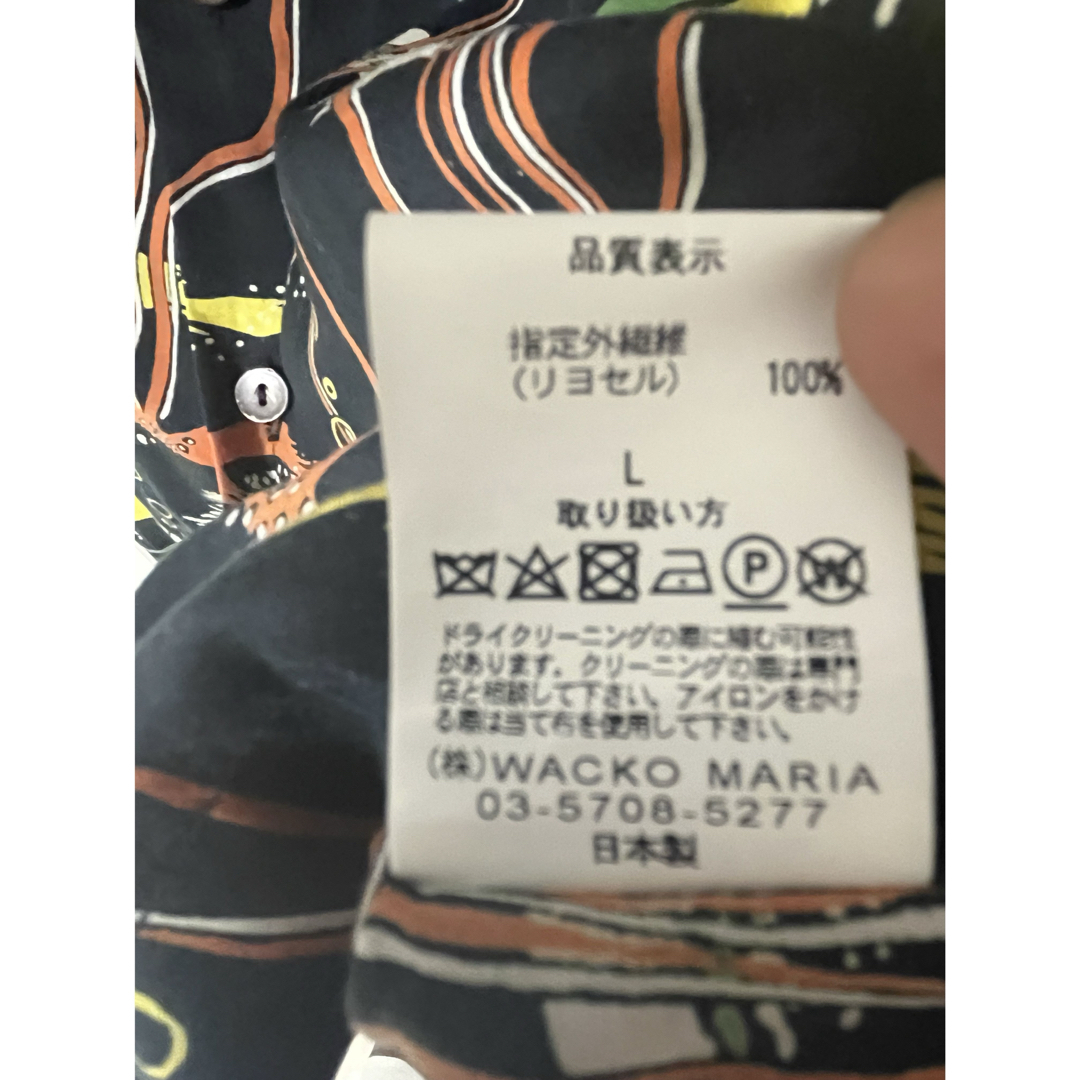 品質表示
指定外繊維
(リヨセル) 100%
L
取り扱い方
P W
ドライクリーニングの際に縮む可能性
があります。クリーニングの際は専門
店と相談して下さい。アイロンをかけ
る際は当て布を使用して下さい。
(株)WACKO MARIA
03-5708-5277
日本製